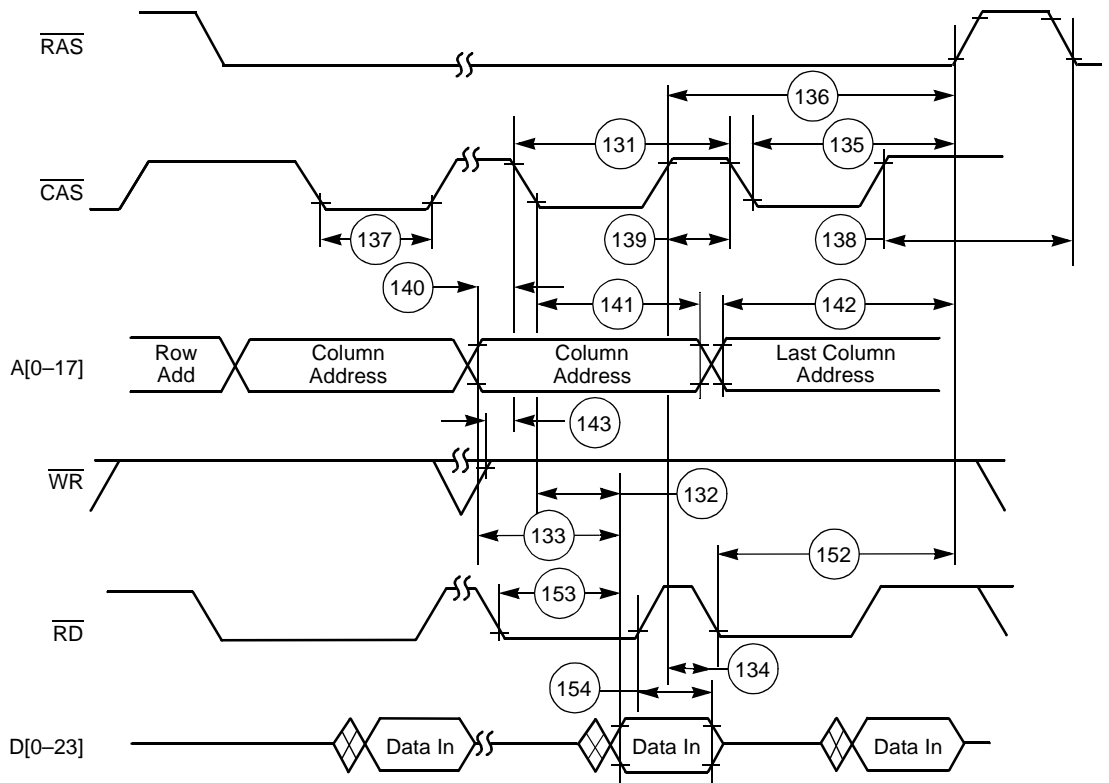 RAS
136
131
135
CAS
137
139
138
140
141
142
A[0–17]
Row
Add
Column
Address
Column
Address
Last Column
Address
143
WR
132
133
152
153
RD
134
154
D[0–23]
Data In
Data In
Data In